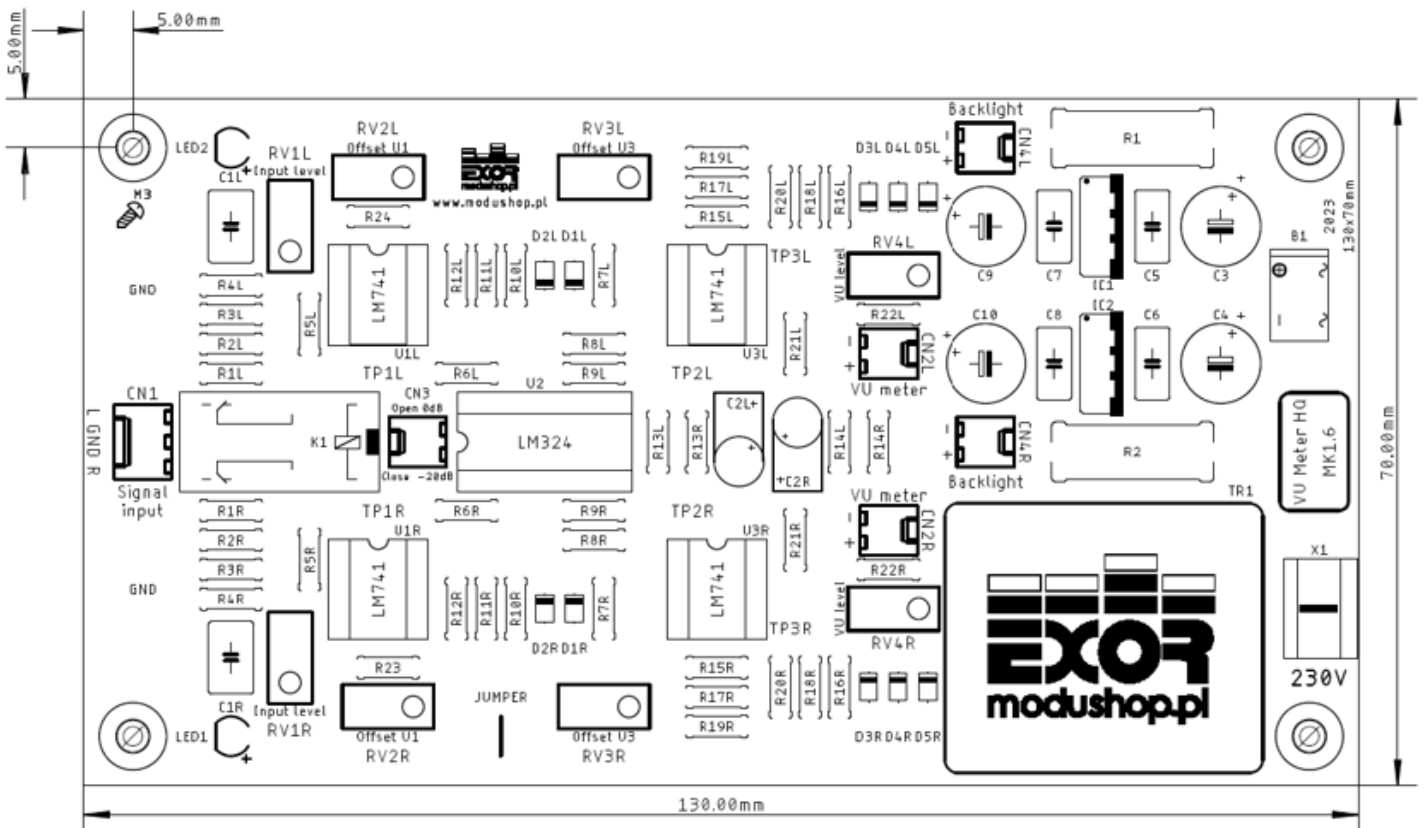 5.00mm
5.00mm
LED2
C1L
+
RV1L
Input level
M3
RV2L
Offset U1
R24
EXOR
modushop.pl
www.modushop.pl
RV3L
Offset U3
R19L
R17L
R15L
R20L
R18L
R16L
D3L D4L D5L
Backlight
-
+
CN4L
R1
2023
130x70mm
B1
GND
R4L
R3L
R2L
R1L
R5L
LM741
U1L
R12L
R11L
R10L
D2L D1L
R7L
R8L
R9L
LM741
U3L
TP3L
R21L
RV4L
VU level
R22L
-
+
CN2L
VU meter
C9
C7
IC1
C5
C3
C10
C8
IC2
C6
C4
CN1
L GND R
Signal
input
K1
TP1L
CN3
Open 0dB
Close -20dB
R6L
U2
LM324
R13L
R13R
TP2L
C2L+
+C2R
R14L
R14R
-
+
CN4R
Backlight
R2
VU Meter HQ
MK1.6
70.00mm
R1R
R2R
R3R
R4R
GND
R5R
TP1R
U1R
LM741
R6R
R9R
R8R
R12R
R11R
R10R
D2R D1R
R7R
TP2R
U3R
LM741
TP3R
R21R
VU meter
-
+
CN2R
R22R
VU level
RV4R
TR1
EXOR
modushop.pl
X1
230V
C1R
LED1
+
Input level
RV1R
R23
Offset U1
RV2R
JUMPER
Offset U3
RV3R
R15R
R17R
R19R
R20R
R18R
R16R
D3R D4R D5R
130.00mm